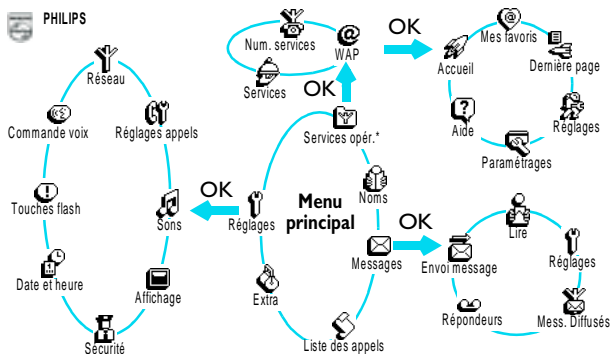 PHILIPS
Réseau
Commande voix
Réglages appels
Touches flash
Sons
Date et heure
Affichage
Sécurité
OK
Num. services
@
WAP
Services
OK
Services opér.*
Noms
Menu
principal
Réglages
Messages
Extra
Liste des appels
OK
@
Mes favoris
Accueil
Dernière page
?
Aide
Réglages
Paramétrages
OK
Lire
Envoi message
Réglages
Répondeurs
Mess. Diffusés